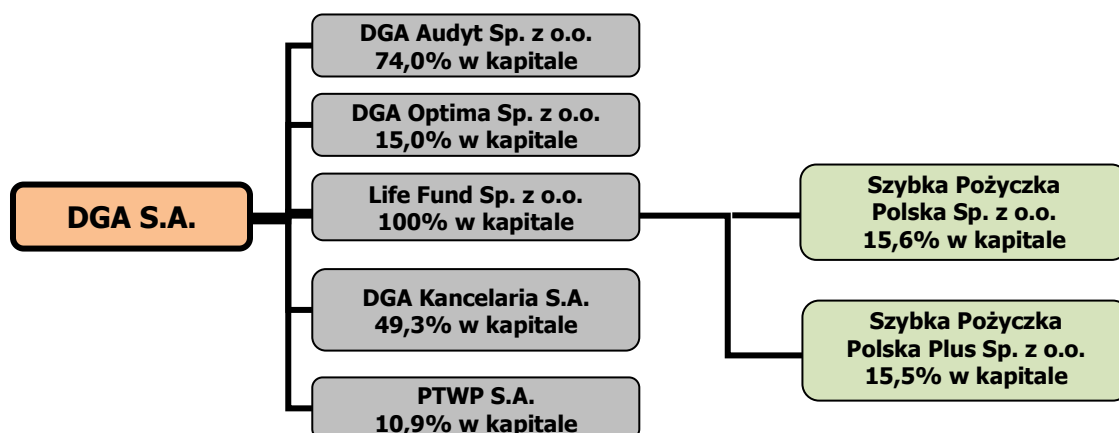 DGA S.A.
DGA Audyt Sp. z o.o.
74,0% w kapitale
DGA Optima Sp. z o.o.
15,0% w kapitale
Life Fund Sp. z o.o.
100% w kapitale
DGA Kancelaria S.A.
49,3% w kapitale
PTWP S.A.
10,9% w kapitale
Szybka Pożyczka
Polska Sp. z o.o.
15,6% w kapitale
Szybka Pożyczka
Polska Plus Sp. z o.o.
15,5% w kapitale